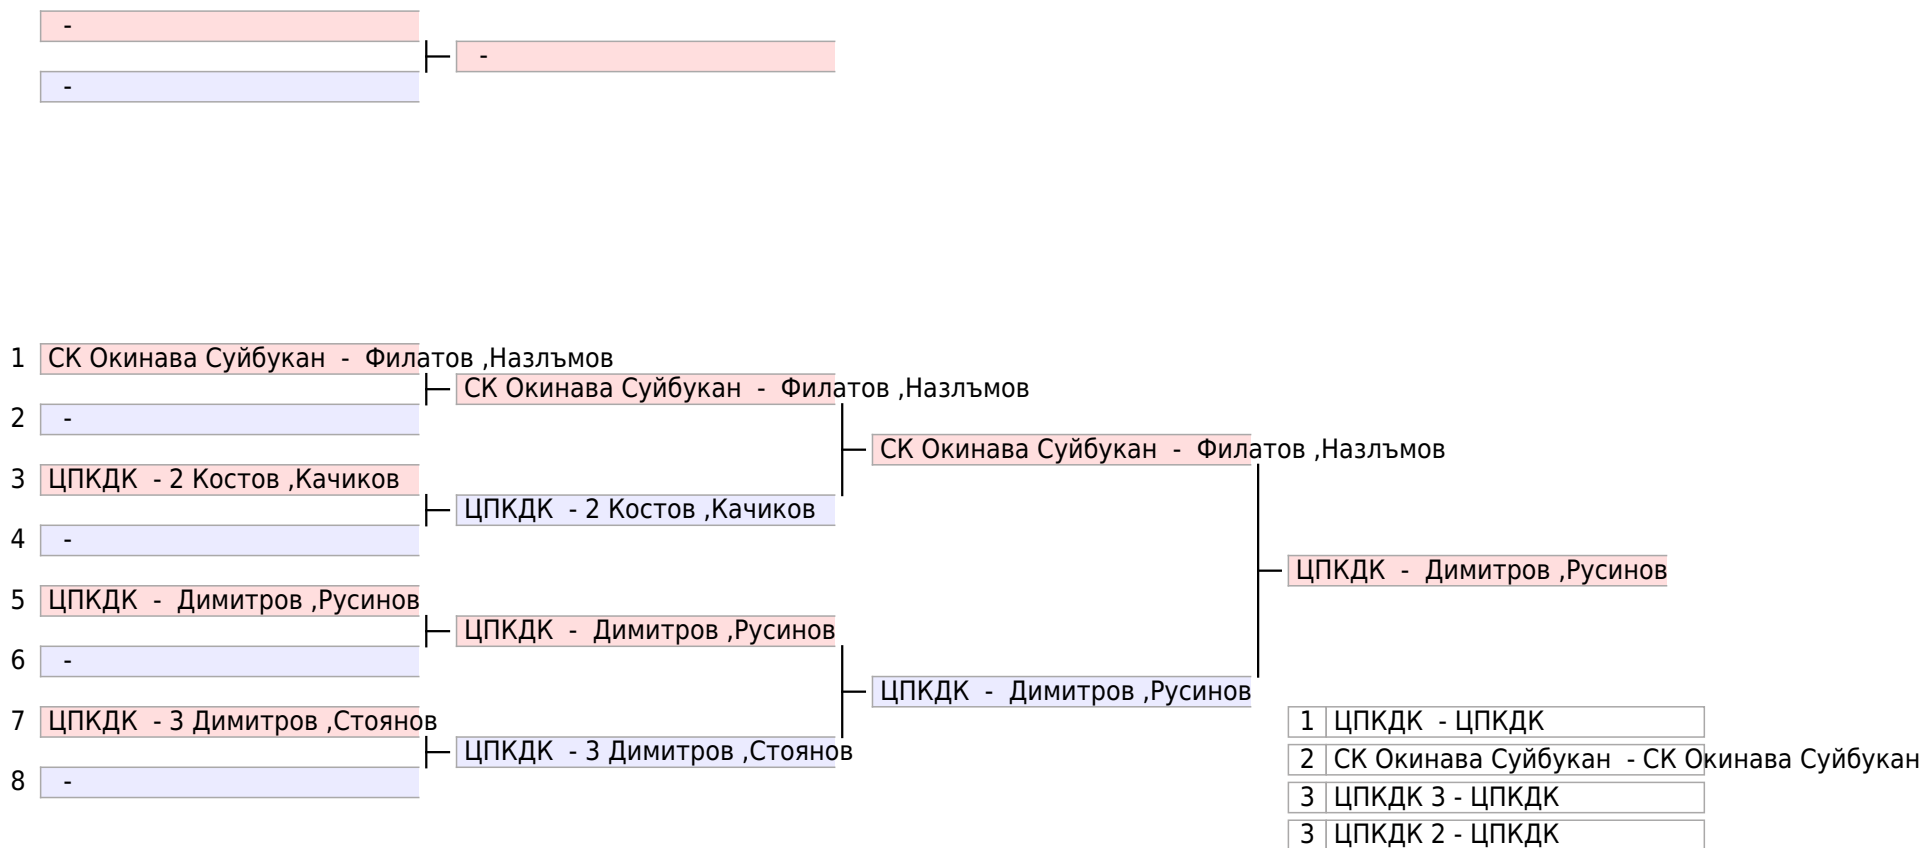 -
-
-
1 СК Окинава Суйбукан - Филатов ,Назлъмов
СК Окинава Суйбукан - Филатов ,Назлъмов
2 -
СК Окинава Суйбукан - Филатов ,Назлъмов
3 ЦПКДК - 2 Костов ,Качиков
ЦПКДК - 2 Костов ,Качиков
4 -
ЦПКДК - Димитров ,Русинов
5 ЦПКДК - Димитров ,Русинов
ЦПКДК - Димитров ,Русинов
6 -
ЦПКДК - Димитров ,Русинов
7 ЦПКДК - 3 Димитров ,Стоянов
1 ЦПКДК - ЦПКДК
ЦПКДК - 3 Димитров ,Стоянов
2 СК Окинава Суйбукан - СК Окинава Суйбукан
8 -
3 ЦПКДК 3 - ЦПКДК
3 ЦПКДК 2 - ЦПКДК